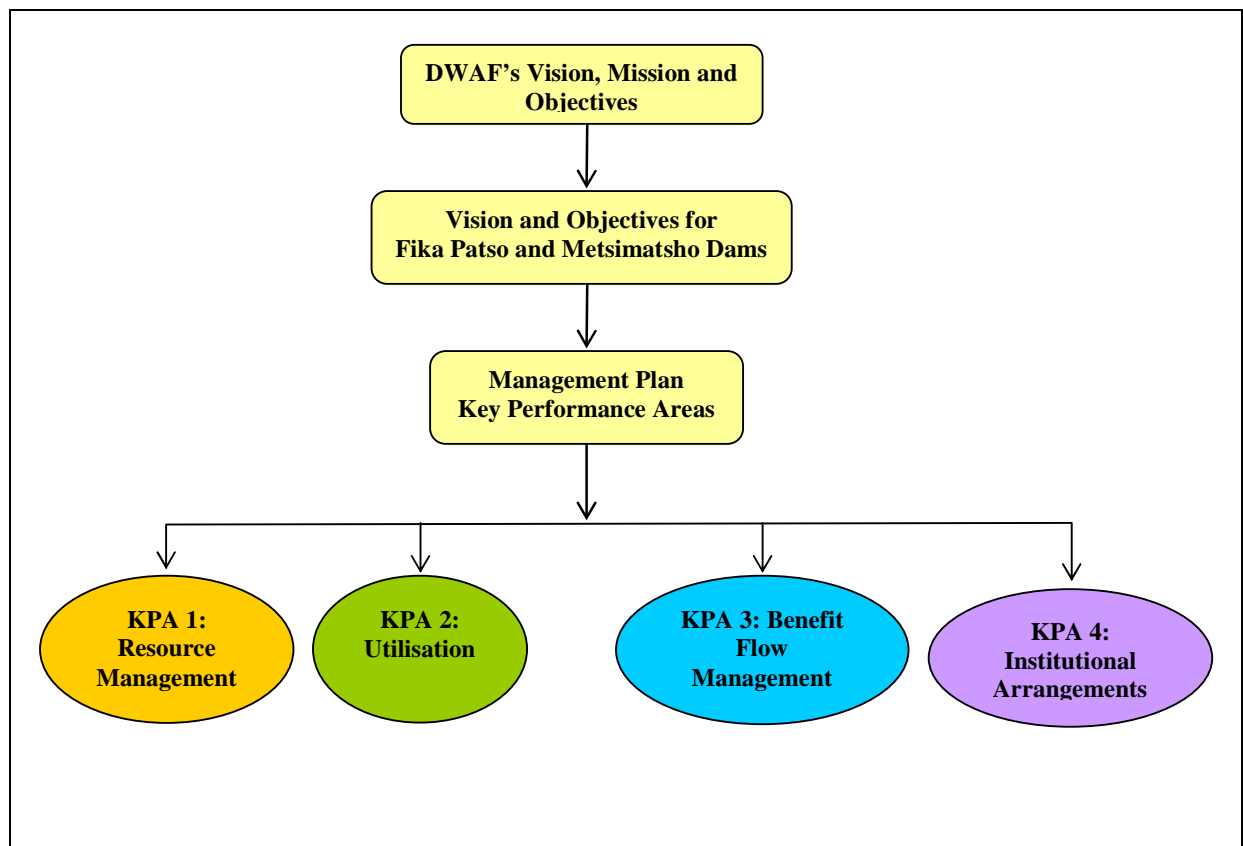 DWAF’s Vision, Mission and
Objectives
Vision and Objectives for
Fika Patso and Metsimatsho Dams
Management Plan
Key Performance Areas
KPA 1:
Resource
Management
KPA 2:
Utilisation
KPA 3: Benefit
Flow
Management
KPA 4:
Institutional
Arrangements